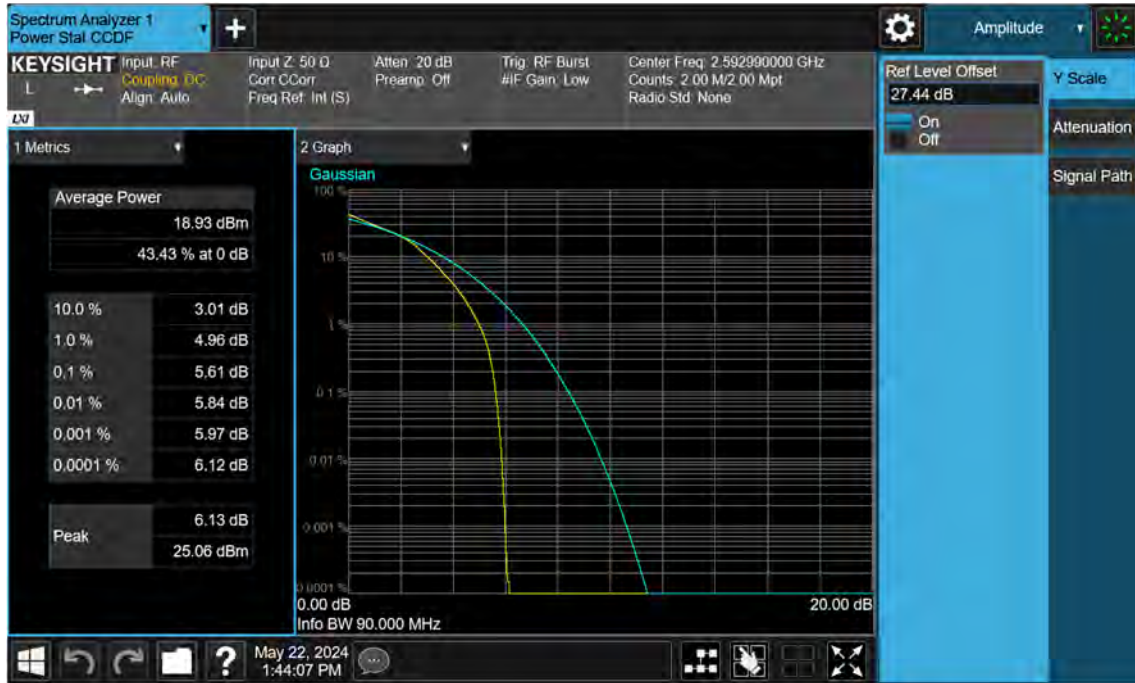 Spectrum Analyzer 1
Power Stat CCDF
+
Amplitude
KEYSIGHT
L
LXI
Input: RF
Coupling: DC
Align: Auto
Input Z: 50 Ω
Corr CCorr
Freq Ref: Int (S)
Atten: 20 dB
Preamp: Off
Trig: RF Burst
#IF Gain: Low
Center Freq: 2.592990000 GHz
Counts: 2.00 M/2.00 Mpt
Radio Std: None
Ref Level Offset
27.44 dB
On
Off
Y Scale
Attenuation
Signal Path
1 Metrics
Average Power
18.93 dBm
43.43 % at 0 dB
10.0 % 3.01 dB
1.0 % 4.96 dB
0.1 % 5.61 dB
0.01 % 5.84 dB
0.001 % 5.97 dB
0.0001 % 6.12 dB
Peak
6.13 dB
25.06 dBm
2 Graph
Gaussian
100 %
10 %
1 %
0.1 %
0.01 %
0.001 %
0.0001 %
0.00 dB 20.00 dB
Info BW 90.000 MHz
?
May 22, 2024
1:44:07 PM